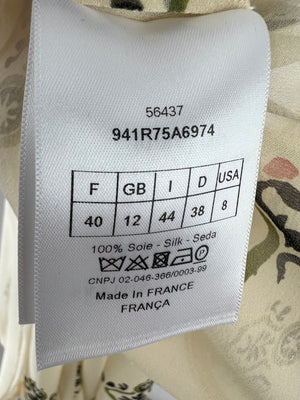 56437
941R75A6974
F GB I D USA
40 12 44 38 8
100% Soie - Silk - Seda
CNPJ 02-046-366/0003-99
Made In FRANCE
FRANÇA